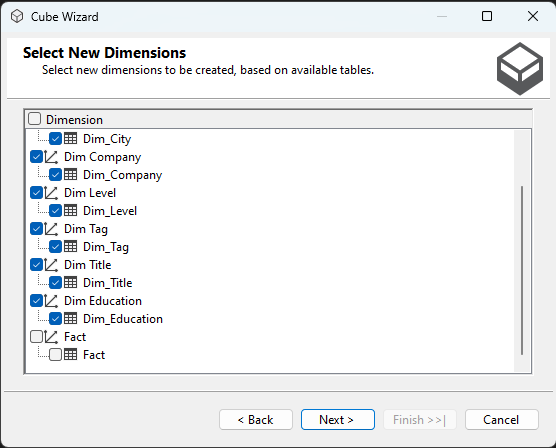 Cube Wizard
Select New Dimensions
Select new dimensions to be created, based on available tables.
Dimension
Dim_City
Dim Company
Dim_Company
Dim Level
Dim_Level
Dim Tag
Dim_Tag
Dim Title
Dim_Title
Dim Education
Dim_Education
Fact
Fact
< Back
Next >
Finish >>|
Cancel